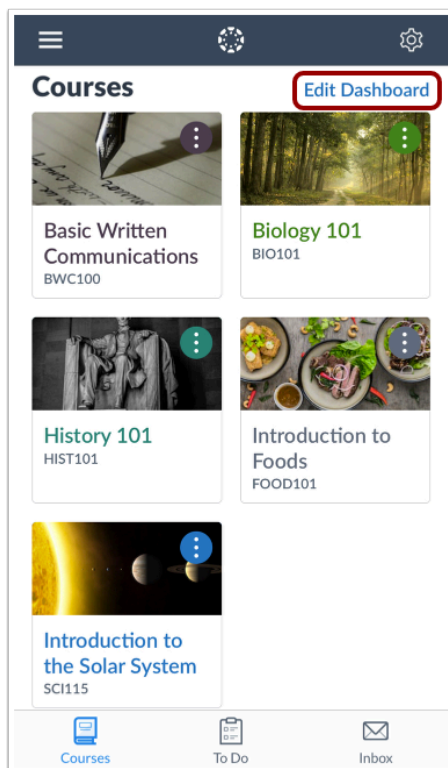 Courses
Edit Dashboard
Basic Written
Communications
BWC100
Biology 101
BIO101
History 101
HIST101
Introduction to
Foods
FOOD101
Introduction to
the Solar System
SCI115
Courses
To Do
Inbox